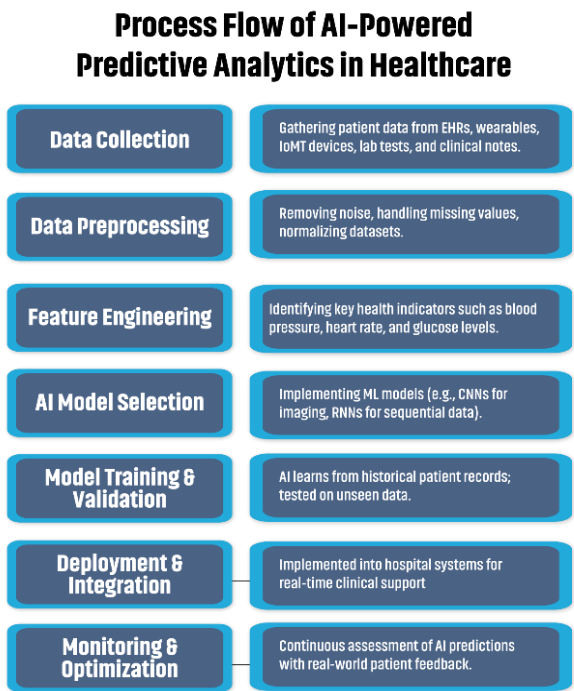 Process Flow of AI-Powered
Predictive Analytics in Healthcare
Data Collection
Gathering patient data from EHRs, wearables,
IoMT devices, lab tests, and clinical notes.
Data Preprocessing
Removing noise, handling missing values,
normalizing datasets.
Feature Engineering
Identifying key health indicators such as blood
pressure, heart rate, and glucose levels.
AI Model Selection
Implementing ML models (e.g., CNNs for
imaging, RNNs for sequential data).
Model Training &
Validation
AI learns from historical patient records;
tested on unseen data.
Deployment &
Integration
Implemented into hospital systems for
real-time clinical support
Monitoring &
Optimization
Continuous assessment of AI predictions
with real-world patient feedback.